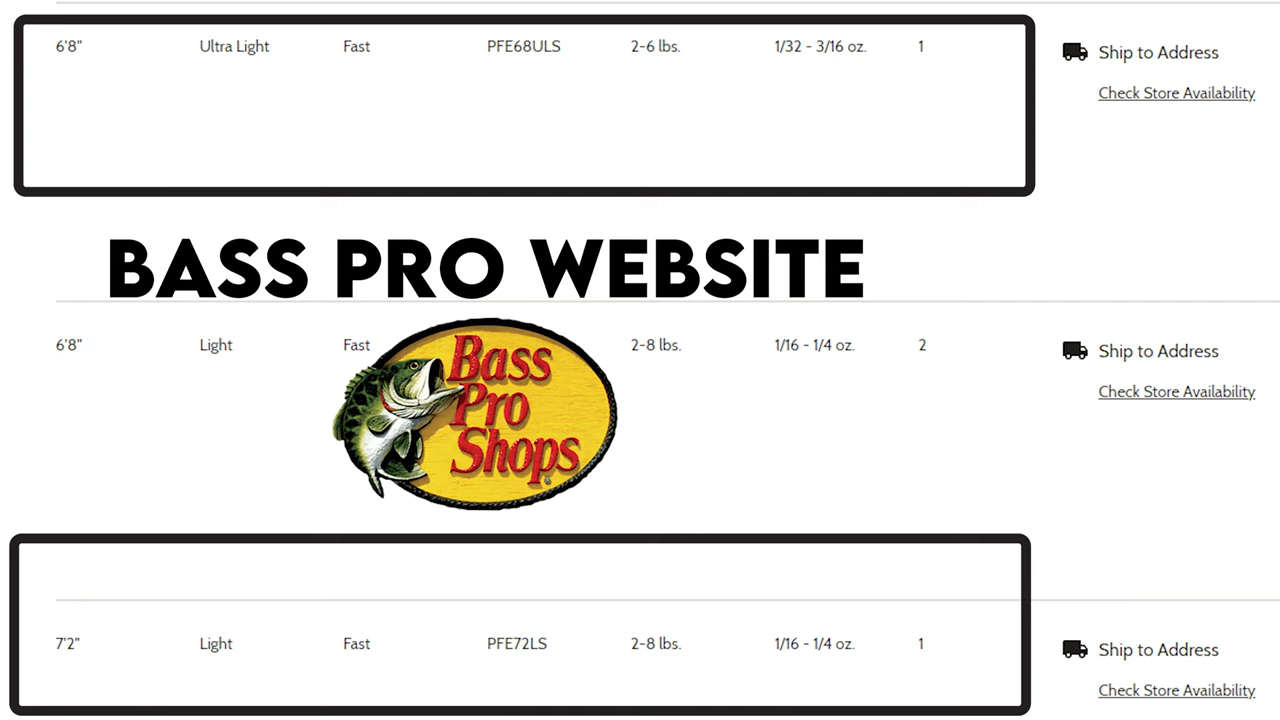 6'8" Ultra Light Fast PFE68ULS 2-6 lbs. 1/32 - 3/16 oz. 1 Ship to Address
Check Store Availability
BASS PRO WEBSITE
6'8" Light Fast 2-8 lbs. 1/16 - 1/4 oz. 2 Ship to Address
Check Store Availability
Bass
Pro
Shops
7'2" Light Fast PFE72LS 2-8 lbs. 1/16 - 1/4 oz. 1 Ship to Address
Check Store Availability